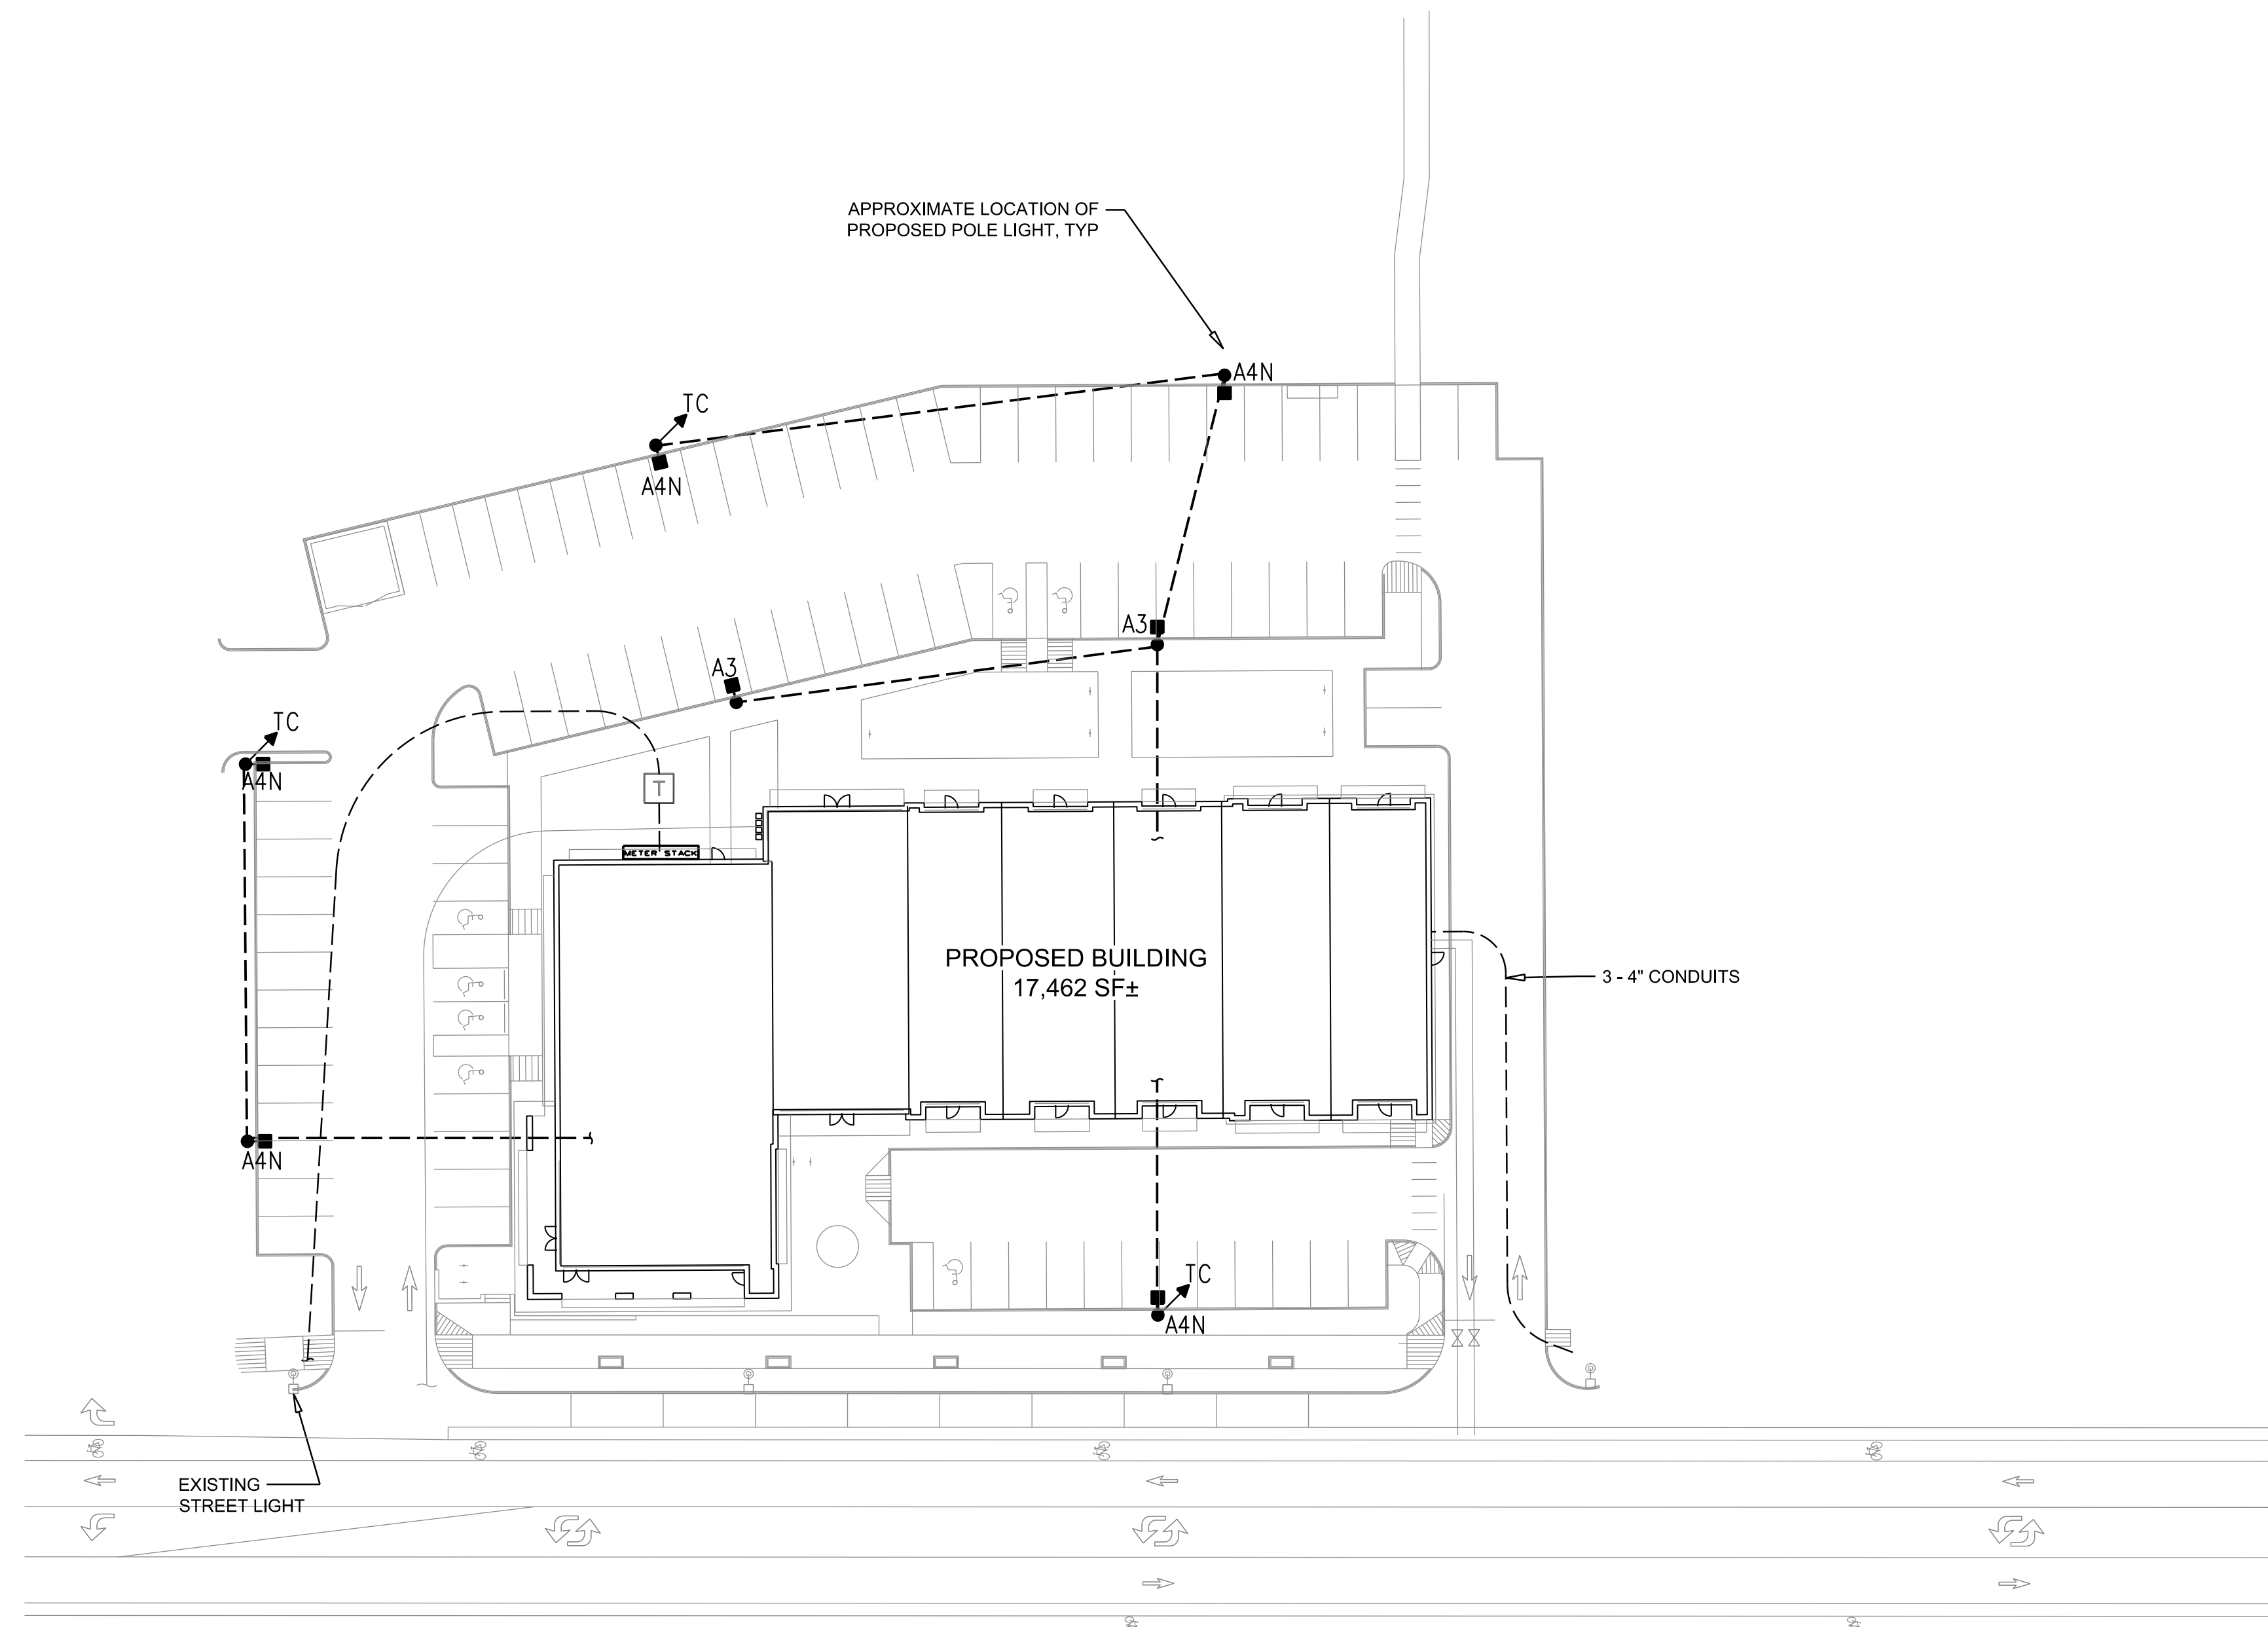 APPROXIMATE LOCATION OF
PROPOSED POLE LIGHT, TYP
A4N
TC
A4N
A3
A3
TC
A4N
T
METER STACK
PROPOSED BUILDING
17,462 SF±
3 - 4" CONDUITS
A4N
TC
A4N
EXISTING
STREET LIGHT